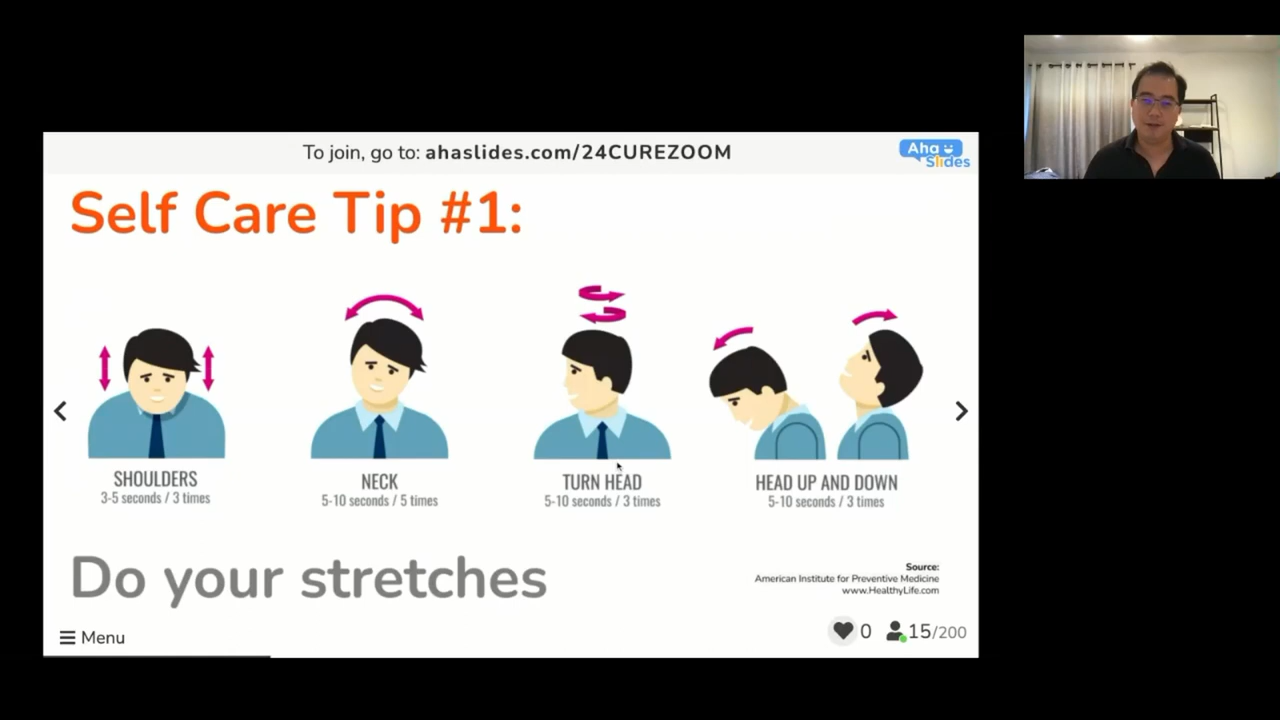 To join, go to: ahaslides.com/24CUREZOOM
Aha
Slides
Self Care Tip #1:
SHOULDERS
3-5 seconds / 3 times
NECK
5-10 seconds / 5 times
TURN HEAD
5-10 seconds / 3 times
HEAD UP AND DOWN
5-10 seconds / 3 times
Do your stretches
Source:
American Institute for Preventive Medicine
www.HealthyLife.com
Menu
0
15/200